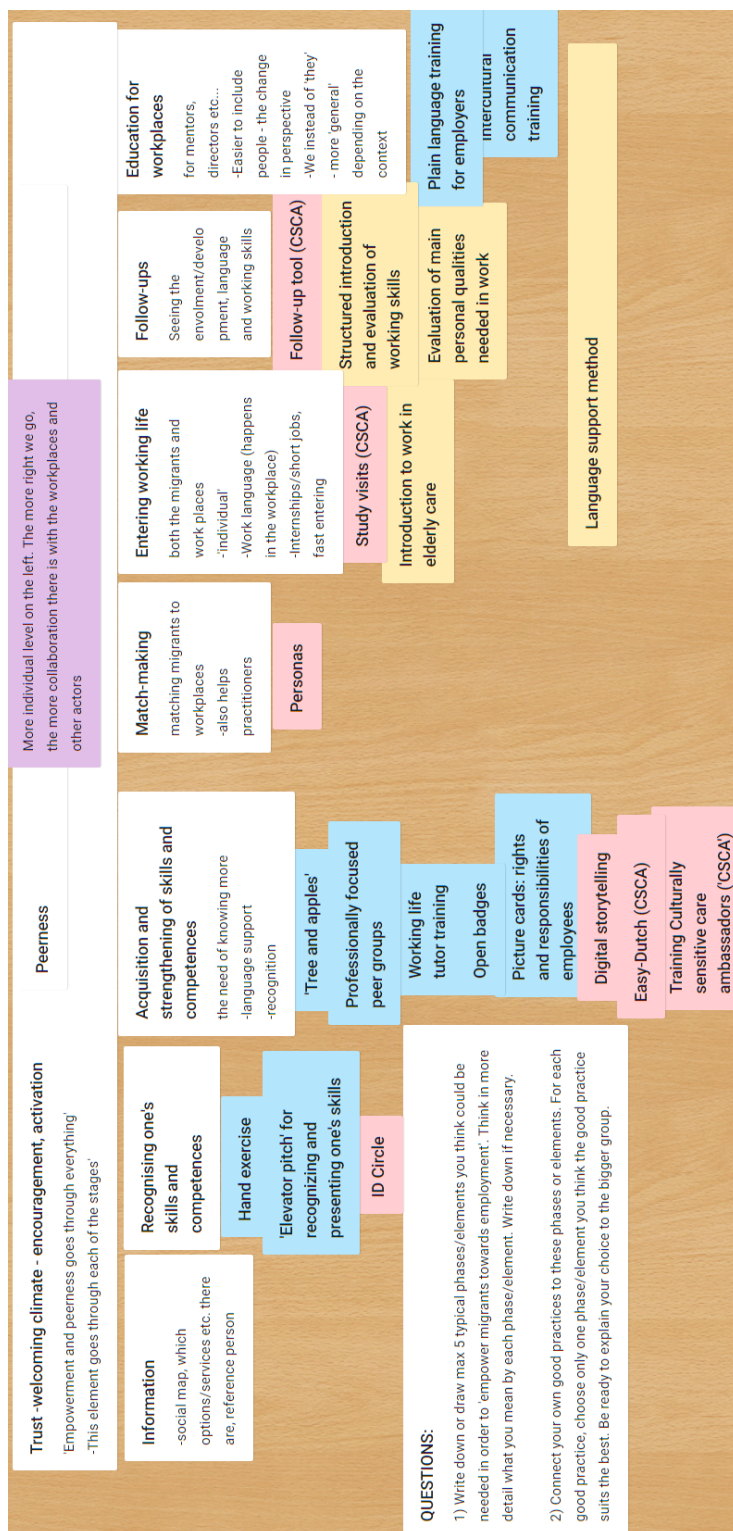 Trust -welcoming climate - encouragement, activation
'Empowerment and peerness goes through everything'
-This element goes through each of the stages'
Peerness
More individual level on the left. The more right we go,
the more collaboration there is with the workplaces and
other actors
Information
-social map, which
options/services etc. there
are, reference person
Recognising one's
skills and
competences
Hand exercise
'Elevator pitch' for
recognizing and
presenting one's skills
ID Circle
Acquisition and
strengthening of skills and
competences
the need of knowing more
-language support
-recognition
'Tree and apples'
Professionally focused
peer groups
Working life
tutor training
Open badges
Picture cards: rights
and responsibilities of
employees
Digital storytelling
Easy-Dutch (CSCA)
Training Culturally
sensitive care
ambassadors ('CSCA')
Match-making
matching migrants to
workplaces
-also helps
practitioners
Personas
Entering working life
both the migrants and
work places
-'individual'
-Work language (happens
in the workplace)
-Internships/short jobs,
fast entering
Study visits (CSCA)
Introduction to work in
elderly care
Follow-ups
Seeing the
envolment/develo
pment, language
and working skills
Follow-up tool (CSCA)
Structured introduction
and evaluation of
working skills
Evaluation of main
personal qualities
needed in work
Education for
workplaces
for mentors,
directors etc...
-Easier to include
people - the change
in perspective
-We instead of 'they'
- more 'general'
depending on the
context
Plain language training
for employers
Intercultural
communication
training
Language support method
QUESTIONS:
1) Write down or draw max 5 typical phases/elements you think could be
needed in order to 'empower migrants towards employment'. Think in more
detail what you mean by each phase/element. Write down if necessary.
2) Connect your own good practices to these phases or elements. For each
good practice, choose only one phase/element you think the good practice
suits the best. Be ready to explain your choice to the bigger group.